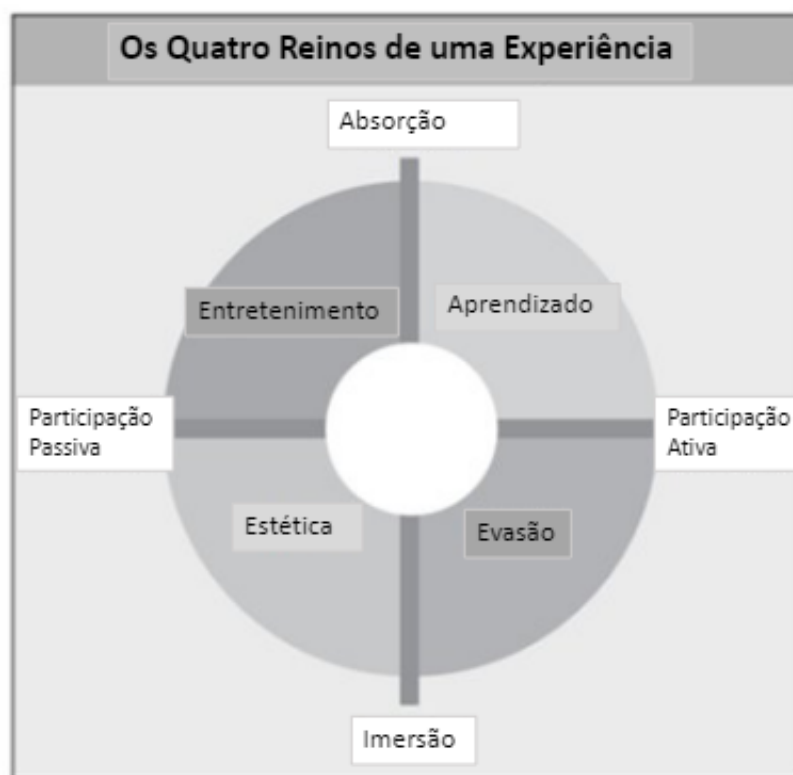 Os Quatro Reinos de uma Experiência
Absorção
Entretenimento
Aprendizado
Participação
Passiva
Participação
Ativa
Estética
Evasão
Imersão